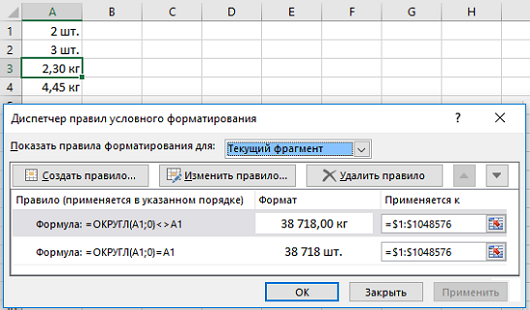 A B C D E F G H
1 2 шт.
2 3 шт.
3 2,30 кг
4 4,45 кг
Диспетчер правил условного форматирования ? ×
Показать правила форматирования для: Текущий фрагмент
Создать правило... Изменить правило... Удалить правило
Правило (применяется в указанном порядке) Формат Применяется к
Формула: =ОКРУГЛ(A1;0)<>A1 38 718,00 кг =$1:$1048576
Формула: =ОКРУГЛ(A1;0)=A1 38 718 шт. =$1:$1048576
ОК Закрыть Применить